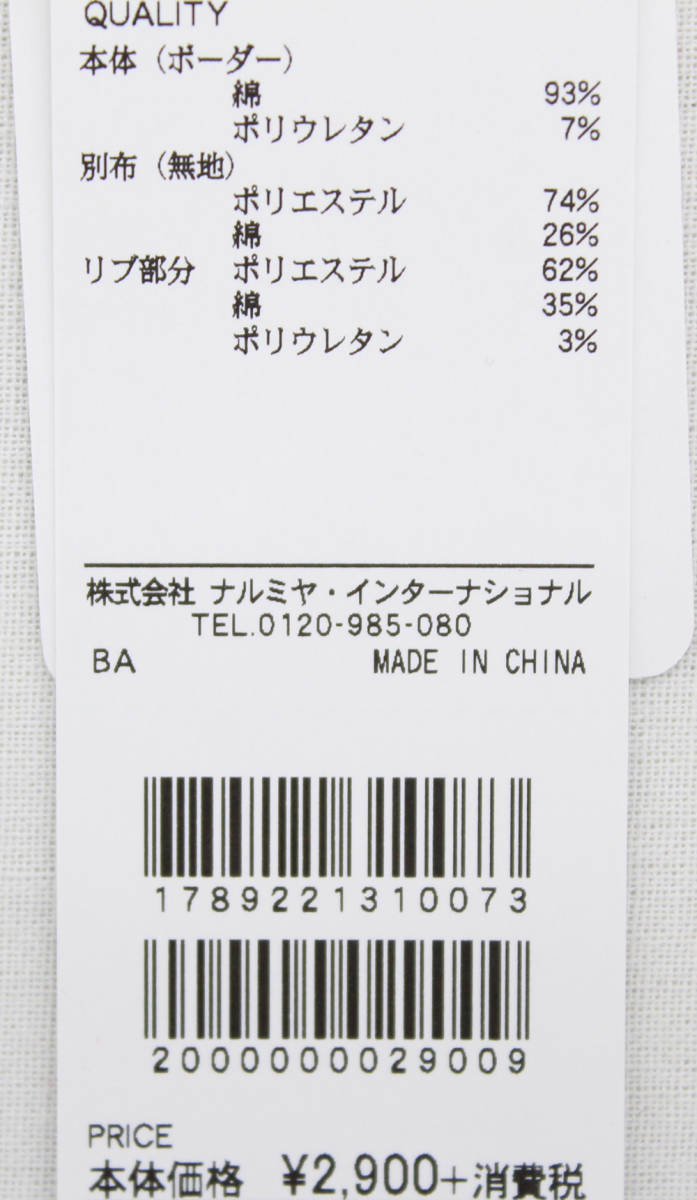 QUALITY
本体（ボーダー）
綿 93%
ポリウレタン 7%
別布（無地）
ポリエステル 74%
綿 26%
リブ部分 ポリエステル 62%
綿 35%
ポリウレタン 3%
株式会社 ナルミヤ・インターナショナル
TEL.0120-985-080
BA MADE IN CHINA
1789221310073
2000000029009
PRICE
本体価格 ¥2,900+消費税